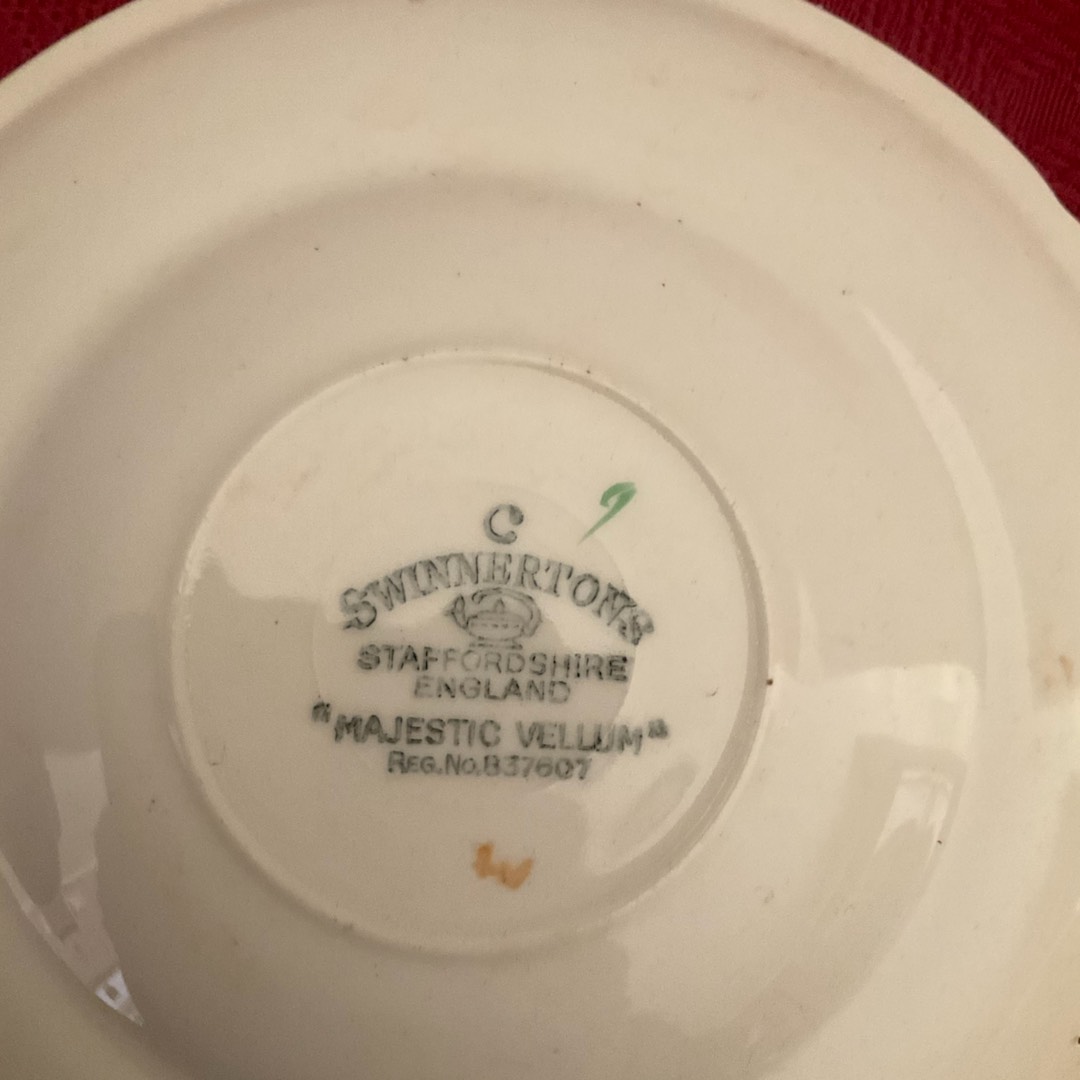 C
SWINNERTONS
STAFFORDSHIRE
ENGLAND
"MAJESTIC VELLUM"
REG.NO.837607